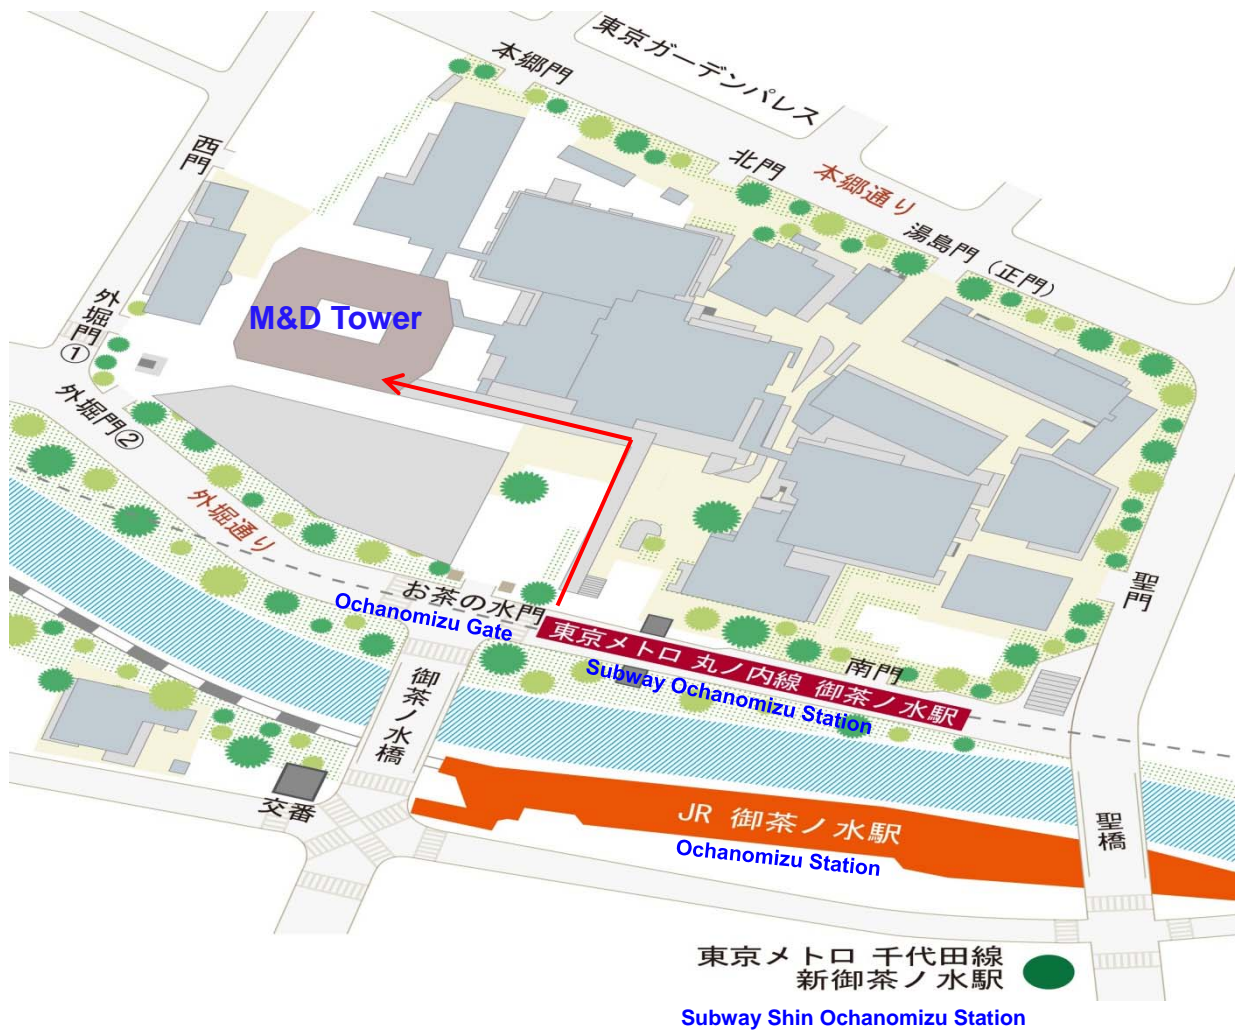 東京ガーデンパレス
本郷門
西門
北門
本郷通り
湯島門（正門）
外堀門①
M&D Tower
外堀門②
外堀通り
お茶の水門
Ochanomizu Gate
聖門
東京メトロ 丸ノ内線 御茶ノ水駅
Subway Ochanomizu Station
南門
御茶ノ水橋
交番
JR 御茶ノ水駅
Ochanomizu Station
聖橋
東京メトロ 千代田線
新御茶ノ水駅
Subway Shin Ochanomizu Station